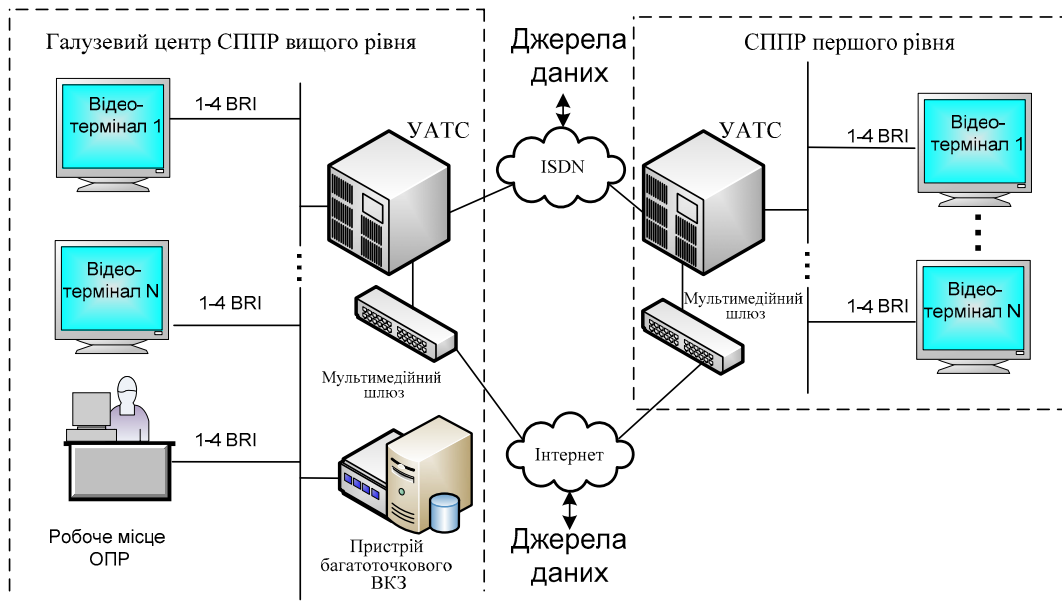 Галузевий центр СППР вищого рівня
Відео-
термінал 1
1-4 BRI
УАТС
Відео-
термінал N
1-4 BRI
Мультимедійний
шлюз
1-4 BRI
Робоче місце
ОПР
Пристрій
багатоточкового
ВКЗ
Джерела
даних
ISDN
Інтернет
Джерела
даних
СППР першого рівня
УАТС
1-4 BRI
Відео-
термінал 1
Мультимедійний
шлюз
1-4 BRI
Відео-
термінал N